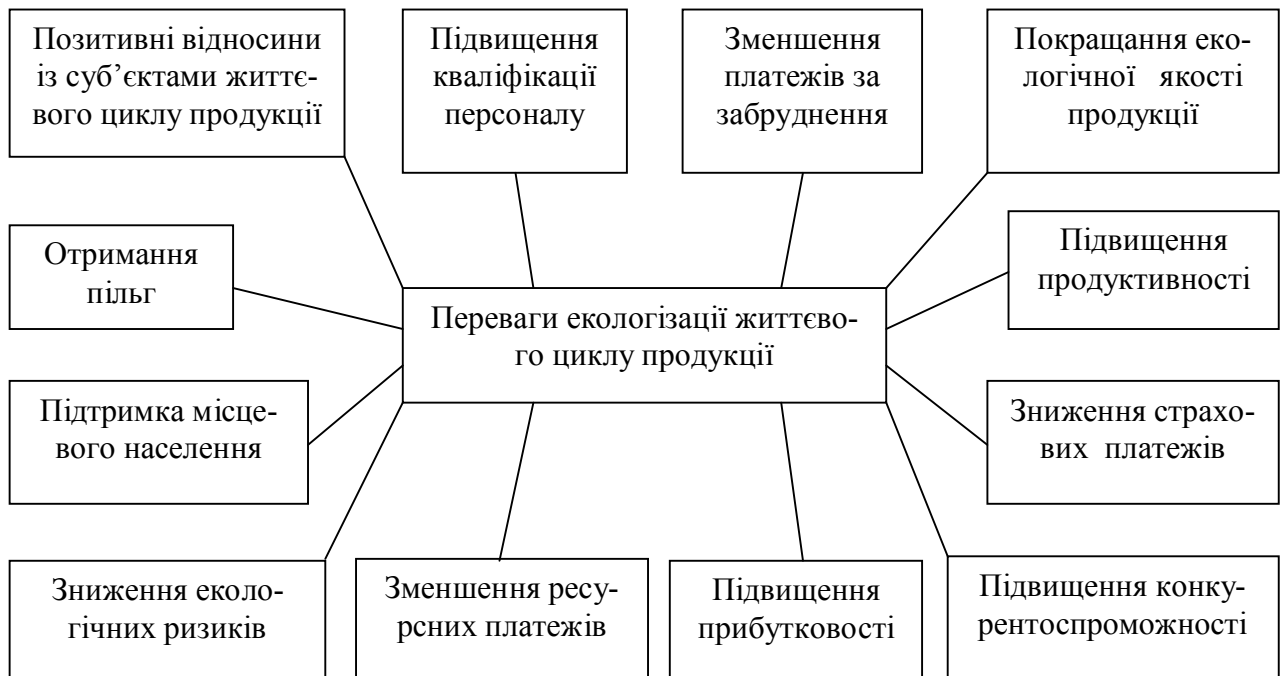 Позитивні відносини
із суб’єктами життє-
вого циклу продукції
Підвищення
кваліфікації
персоналу
Зменшення
платежів за
забруднення
Покращання еко-
логічної якості
продукції
Отримання
пільг
Переваги екологізації життєво-
го циклу продукції
Підвищення
продуктивності
Підтримка місце-
вого населення
Зниження страхо-
вих платежів
Зниження еколо-
гічних ризиків
Зменшення ресу-
рсних платежів
Підвищення
прибутковості
Підвищення конку-
рентоспроможності